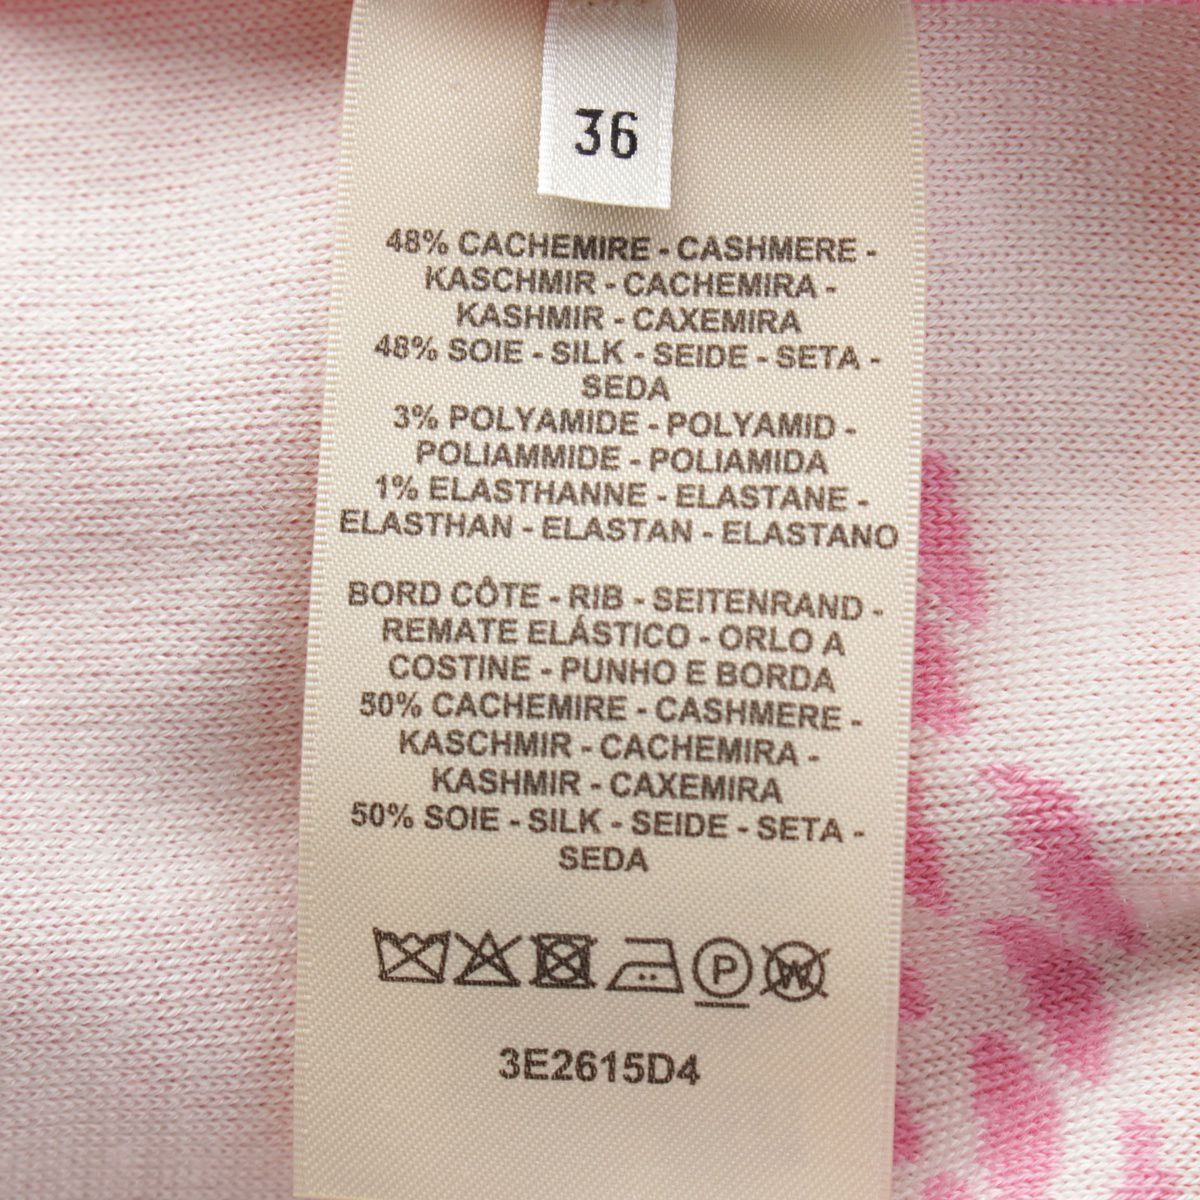 36
48% CACHEMIRE - CASHMERE -
KASCHMIR - CACHEMIRA -
KASHMIR - CAXEMIRA
48% SOIE - SILK - SEIDE - SETA -
SEDA
3% POLYAMIDE - POLYAMID -
POLIAMMIDE - POLIAMIDA
1% ELASTHANNE - ELASTANE -
ELASTHAN - ELASTAN - ELASTANO
BORD CÔTE - RIB - SEITENRAND -
REMATE ELÁSTICO - ORLO A
COSTINE - PUNHO E BORDA
50% CACHEMIRE - CASHMERE -
KASCHMIR - CACHEMIRA -
KASHMIR - CAXEMIRA
50% SOIE - SILK - SEIDE - SETA -
SEDA
P W
3E2615D4